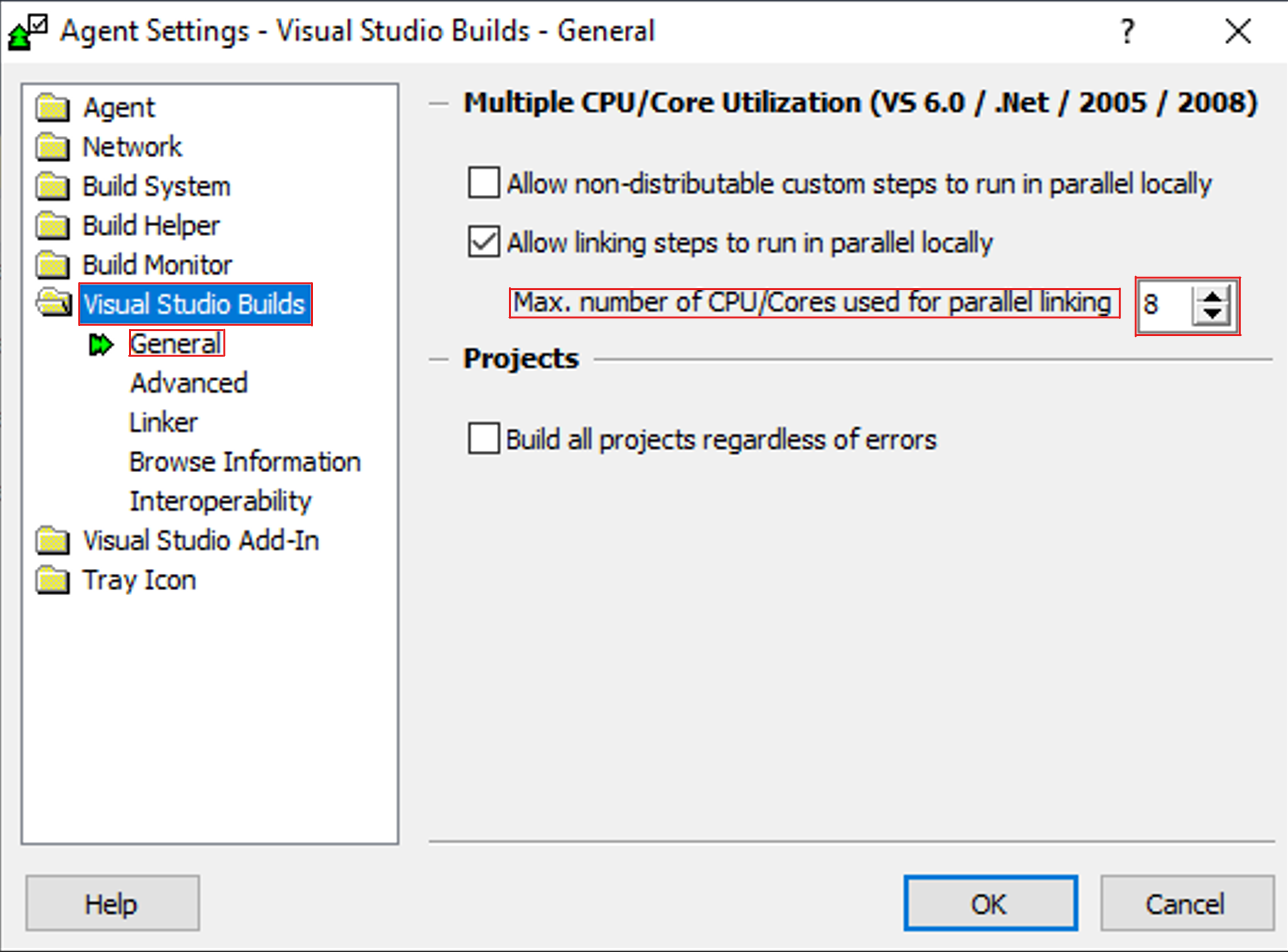 Agent Settings - Visual Studio Builds - General
?
Agent
Network
Build System
Build Helper
Build Monitor
Visual Studio Builds
General
Advanced
Linker
Browse Information
Interoperability
Visual Studio Add-In
Tray Icon
Multiple CPU/Core Utilization (VS 6.0 / .Net / 2005 / 2008)
Allow non-distributable custom steps to run in parallel locally
Allow linking steps to run in parallel locally
Max. number of CPU/Cores used for parallel linking 8
Projects
Build all projects regardless of errors
Help OK Cancel